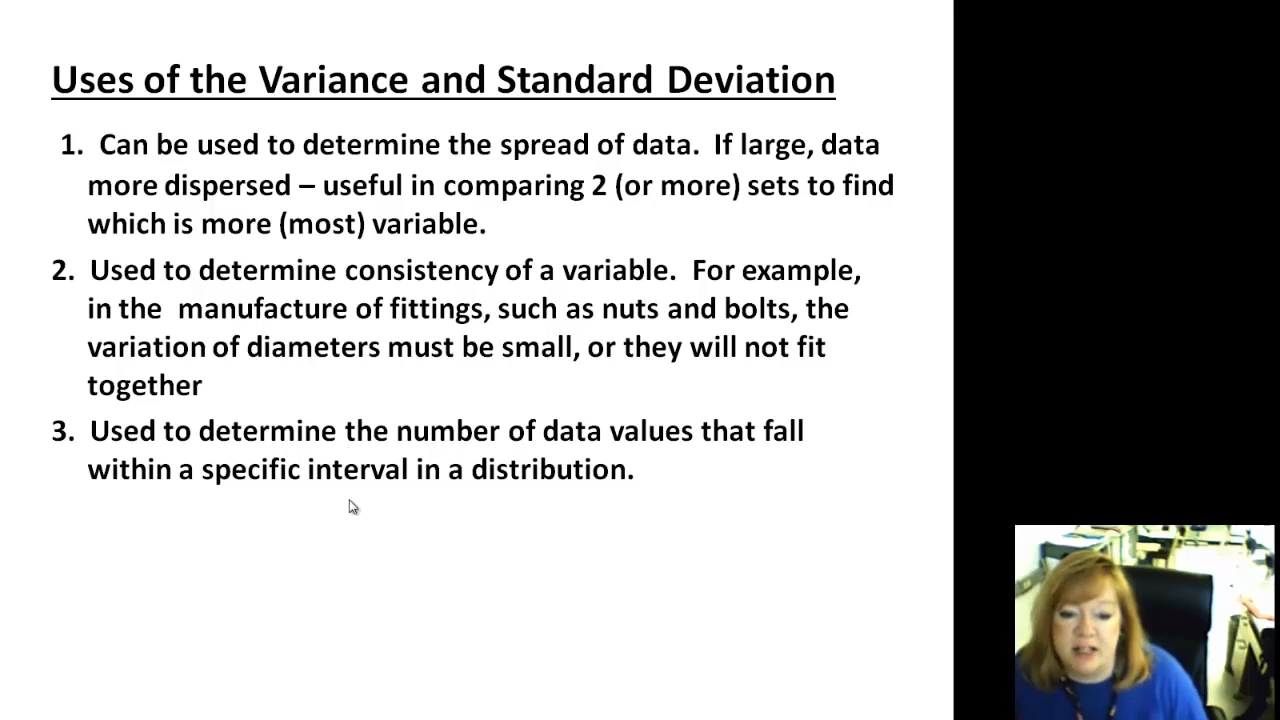 Uses of the Variance and Standard Deviation
1. Can be used to determine the spread of data. If large, data
more dispersed – useful in comparing 2 (or more) sets to find
which is more (most) variable.
2. Used to determine consistency of a variable. For example,
in the manufacture of fittings, such as nuts and bolts, the
variation of diameters must be small, or they will not fit
together
3. Used to determine the number of data values that fall
within a specific interval in a distribution.